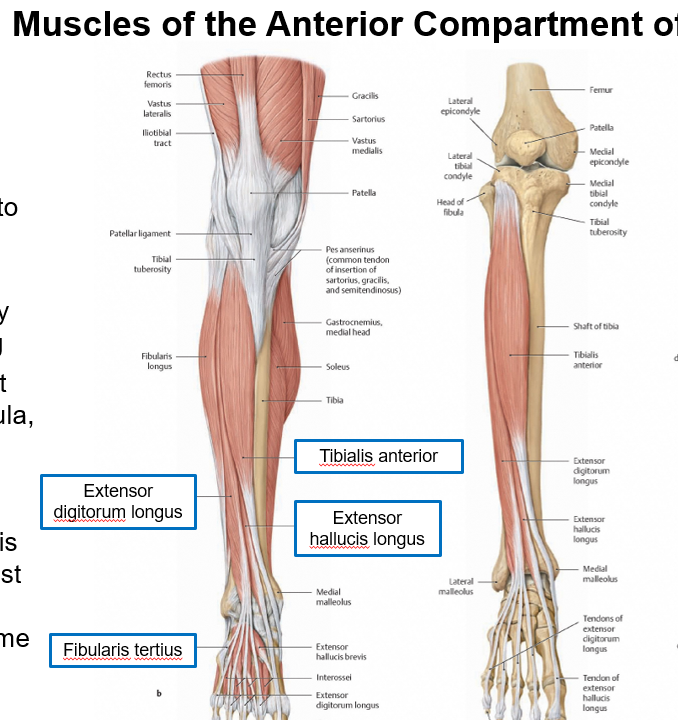 Muscles of the Anterior Compartment of
to
y
t
ula,
is
st
me
Rectus
femoris
Vastus
lateralis
Iliotibial
tract
Patellar ligament
Tibial
tuberosity
Fibularis
longus
Extensor
digitorum longus
Fibularis tertius
b
Gracilis
Sartorius
Vastus
medialis
Patella
Pes anserinus
(common tendon
of insertion of
sartorius, gracilis,
and semitendinosus)
Gastrocnemius,
medial head
Soleus
Tibia
Tibialis anterior
Extensor
hallucis longus
Medial
malleolus
Extensor
hallucis brevis
Interossei
Extensor
digitorum longus
Lateral
epicondyle
Lateral
tibial
condyle
Head of
fibula
Lateral
malleolus
Femur
Patella
Medial
epicondyle
Medial
tibial
condyle
Tibial
tuberosity
Shaft of tibia
Tibialis
anterior
Extensor
digitorum
longus
Extensor
hallucis
longus
Medial
malleolus
Tendons of
extensor
digitorum
longus
Tendon of
extensor
hallucis
longus
d